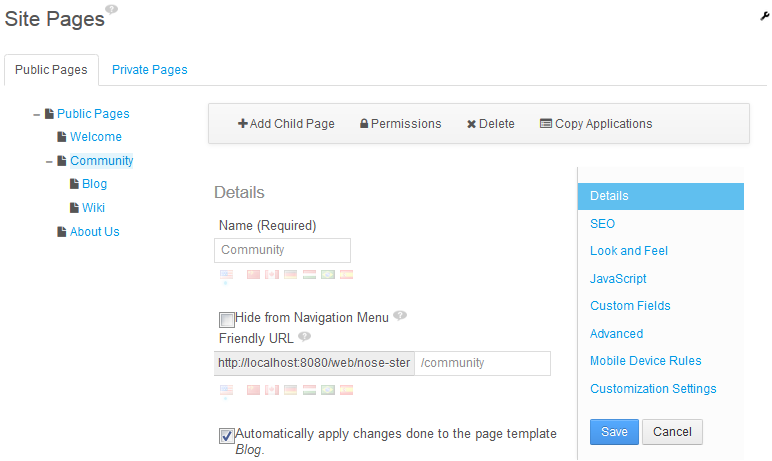 Site Pages
Public Pages Private Pages
Public Pages
Welcome
Community
Blog
Wiki
About Us
Add Child Page Permissions Delete Copy Applications
Details
Name (Required)
Community
Hide from Navigation Menu
Friendly URL
http://localhost:8080/web/nose-ster /community
Automatically apply changes done to the page template
Blog.
Details
SEO
Look and Feel
JavaScript
Custom Fields
Advanced
Mobile Device Rules
Customization Settings
Save Cancel